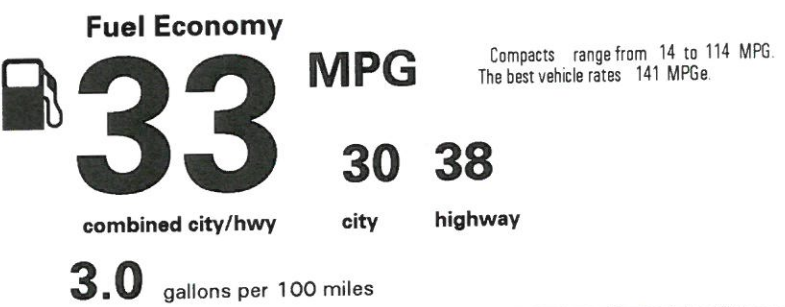 Fuel Economy
33 MPG
Compacts range from 14 to 114 MPG.
The best vehicle rates 141 MPGe.
30 38
combined city/hwy city highway
3.0 gallons per 100 miles